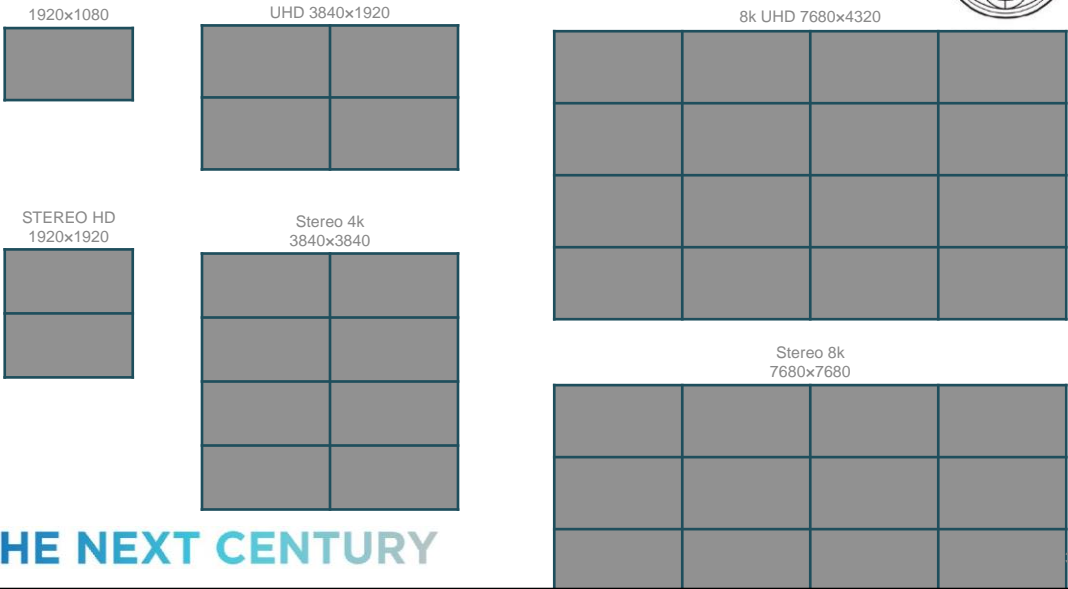 1920×1080
UHD 3840×1920
8k UHD 7680×4320
STEREO HD
1920×1920
Stereo 4k
3840×3840
Stereo 8k
7680×7680
HE NEXT CENTURY